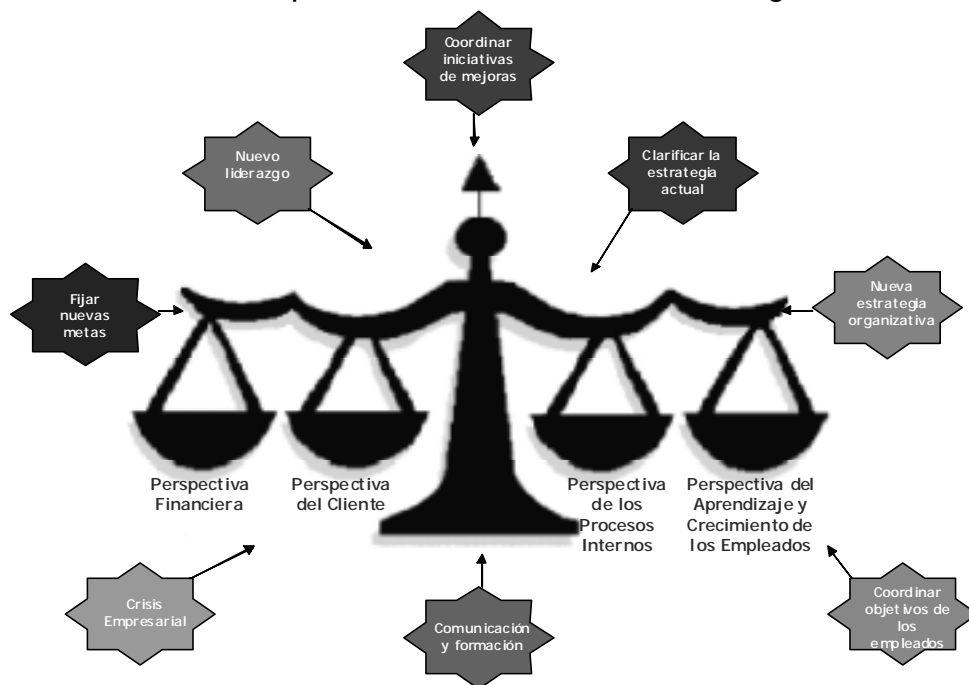 Coordinar
iniciativas
de mejoras
Nuevo
liderazgo
Clarificar la
estrategia
actual
Fijar
nuevas
metas
Nueva
estrategia
organizativa
Perspectiva
Financiera
Perspectiva
del Cliente
Perspectiva
de los
Procesos
Internos
Perspectiva del
Aprendizaje y
Crecimiento de
los Empleados
Crisis
Empresarial
Comunicación
y formación
Coordinar
objetivos de
los
empleados